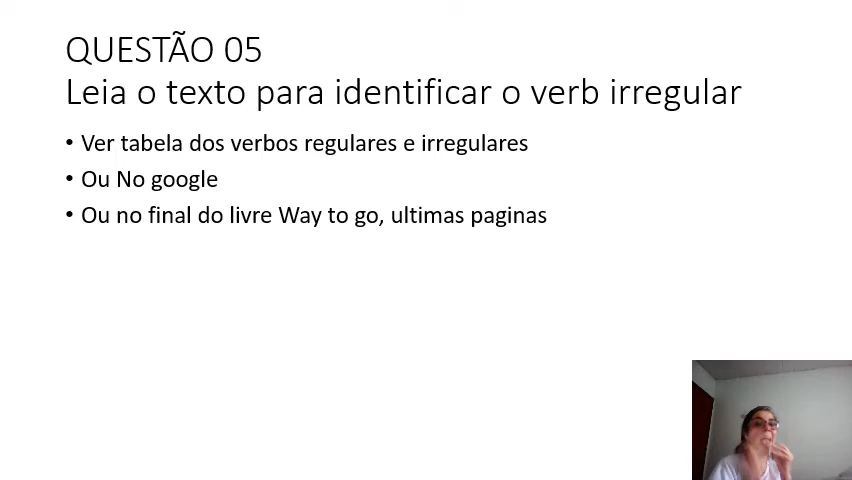 QUESTÃO 05
Leia o texto para identificar o verb irregular
• Ver tabela dos verbos regulares e irregulares
• Ou No google
• Ou no final do livre Way to go, ultimas paginas